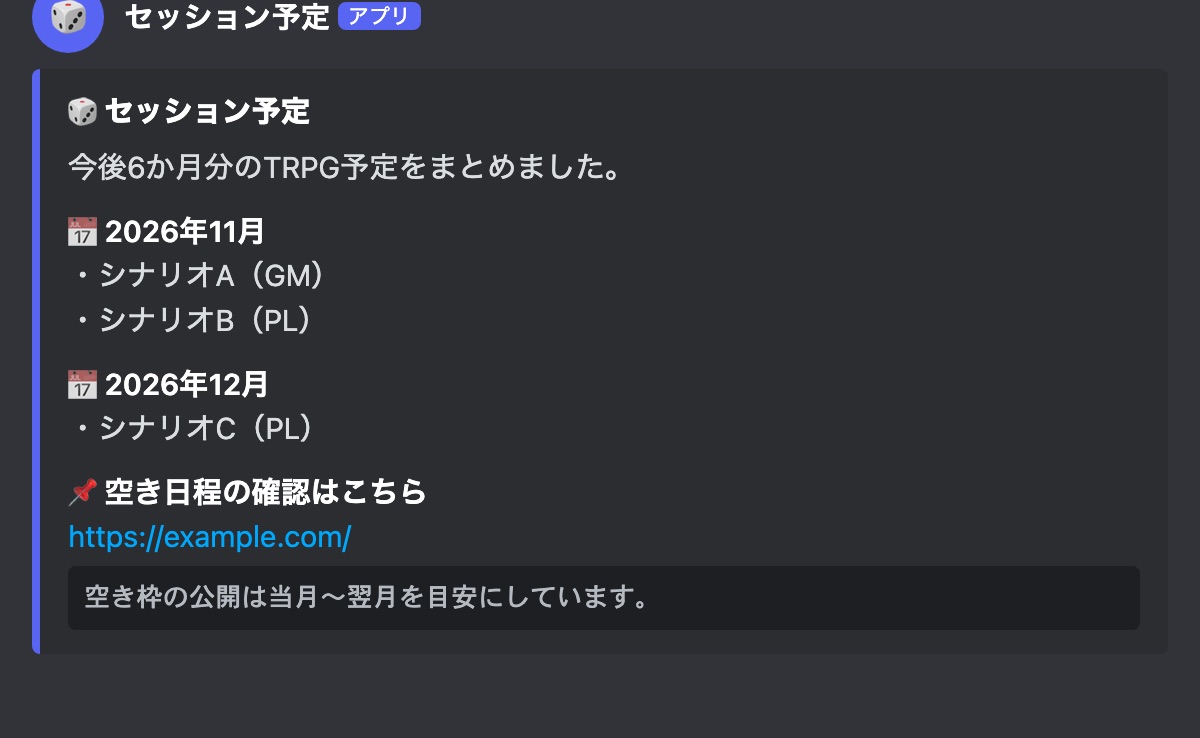 セッション予定 アプリ
🎲 セッション予定
今後6か月分のTRPG予定をまとめました。
📅 2026年11月
・シナリオA（GM）
・シナリオB（PL）
📅 2026年12月
・シナリオC（PL）
📌 空き日程の確認はこちら
https://example.com/
空き枠の公開は当月〜翌月を目安にしています。